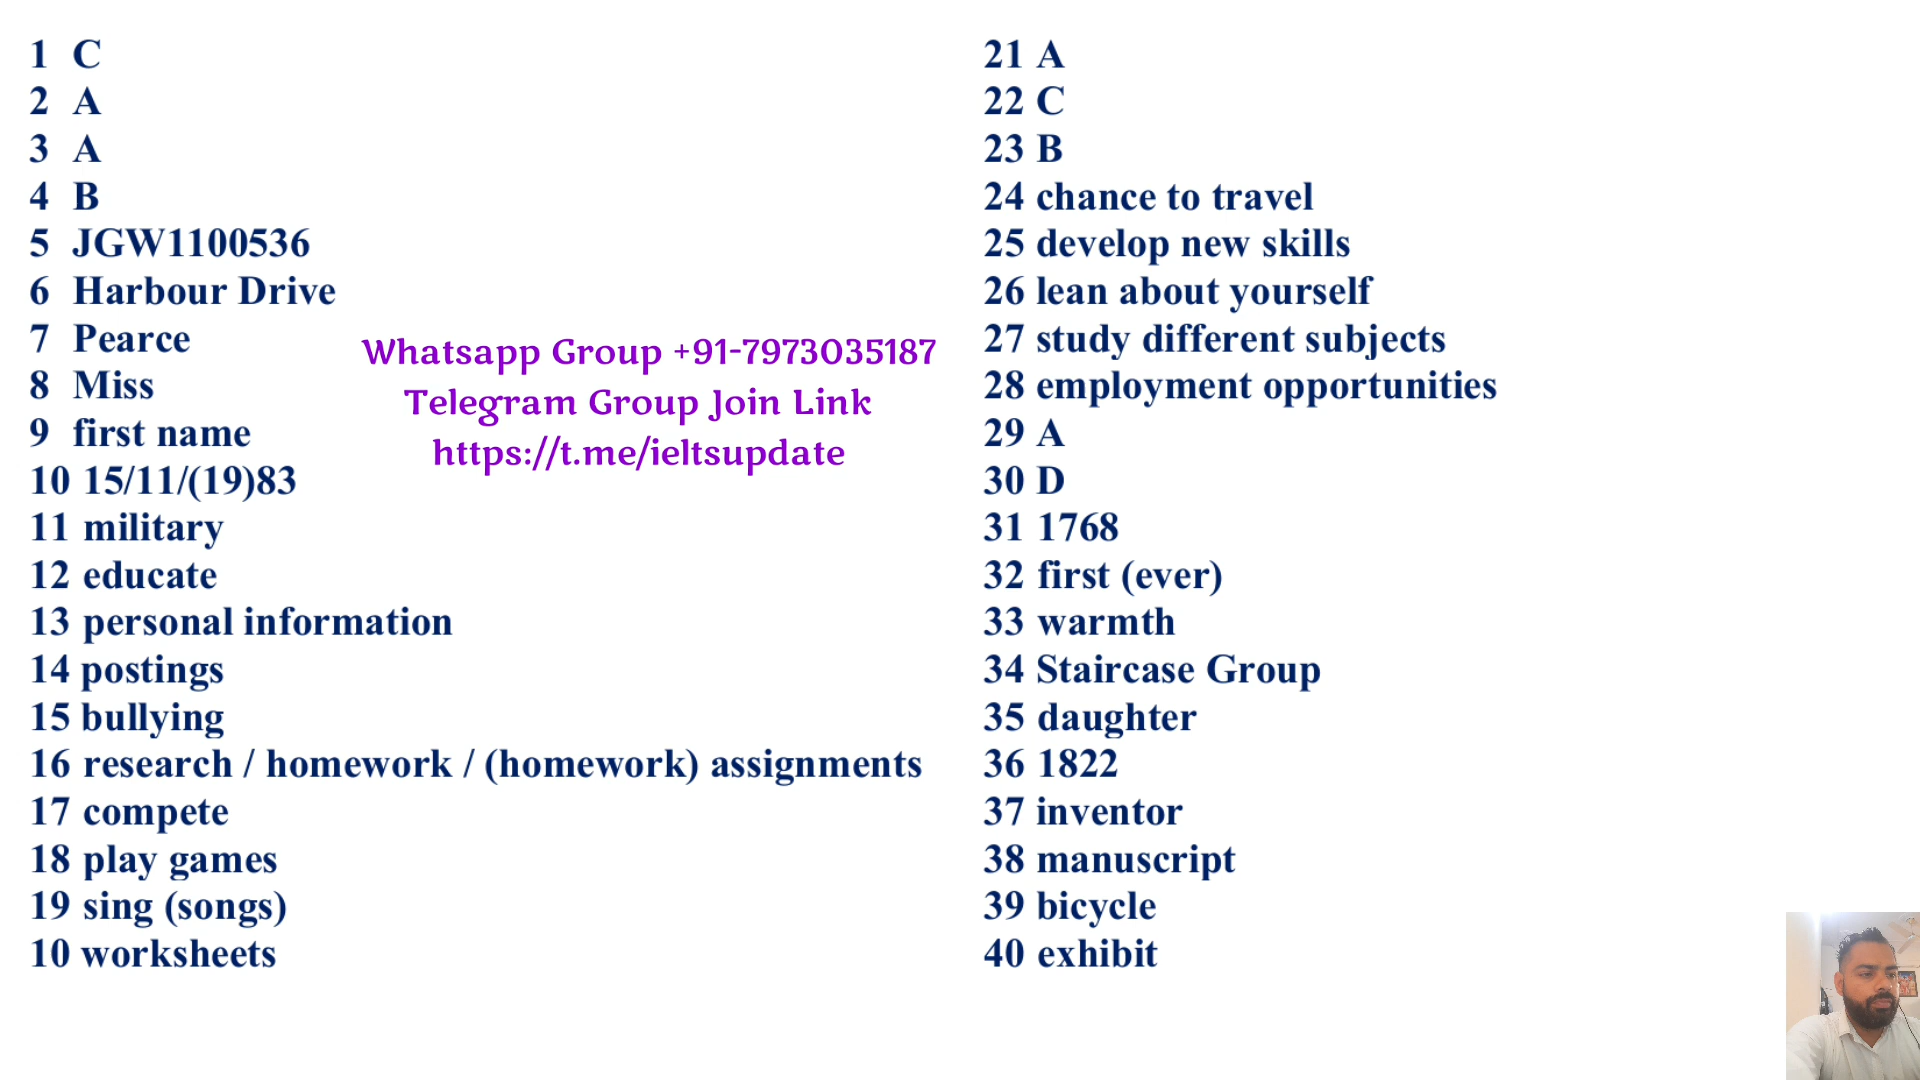 1 C
2 A
3 A
4 B
5 JGW1100536
6 Harbour Drive
7 Pearce
8 Miss
9 first name
10 15/11/(19)83
11 military
12 educate
13 personal information
14 postings
15 bullying
16 research / homework / (homework) assignments
17 compete
18 play games
19 sing (songs)
10 worksheets
Whatsapp Group +91-7973035187
Telegram Group Join Link
https://t.me/ieltsupdate
21 A
22 C
23 B
24 chance to travel
25 develop new skills
26 lean about yourself
27 study different subjects
28 employment opportunities
29 A
30 D
31 1768
32 first (ever)
33 warmth
34 Staircase Group
35 daughter
36 1822
37 inventor
38 manuscript
39 bicycle
40 exhibit